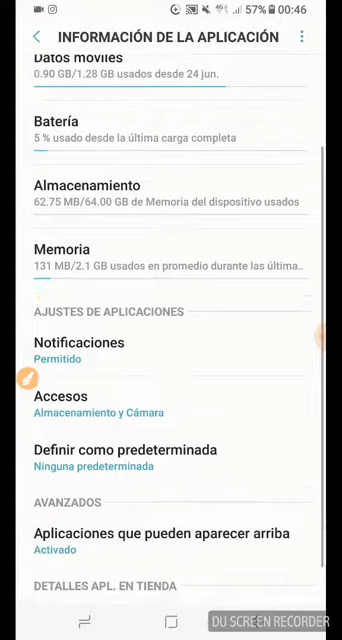 57% 00:46
INFORMACIÓN DE LA APLICACIÓN
Datos móviles
0.90 GB/1.28 GB usados desde 24 jun.
Batería
5 % usado desde la última carga completa
Almacenamiento
62.75 MB/64.00 GB de Memoria del dispositivo usados
Memoria
131 MB/2.1 GB usados en promedio durante las última..
AJUSTES DE APLICACIONES
Notificaciones
Permitido
Accesos
Almacenamiento y Cámara
Definir como predeterminada
Ninguna predeterminada
AVANZADOS
Aplicaciones que pueden aparecer arriba
Activado
DETALLES APL. EN TIENDA
DU SCREEN RECORDER